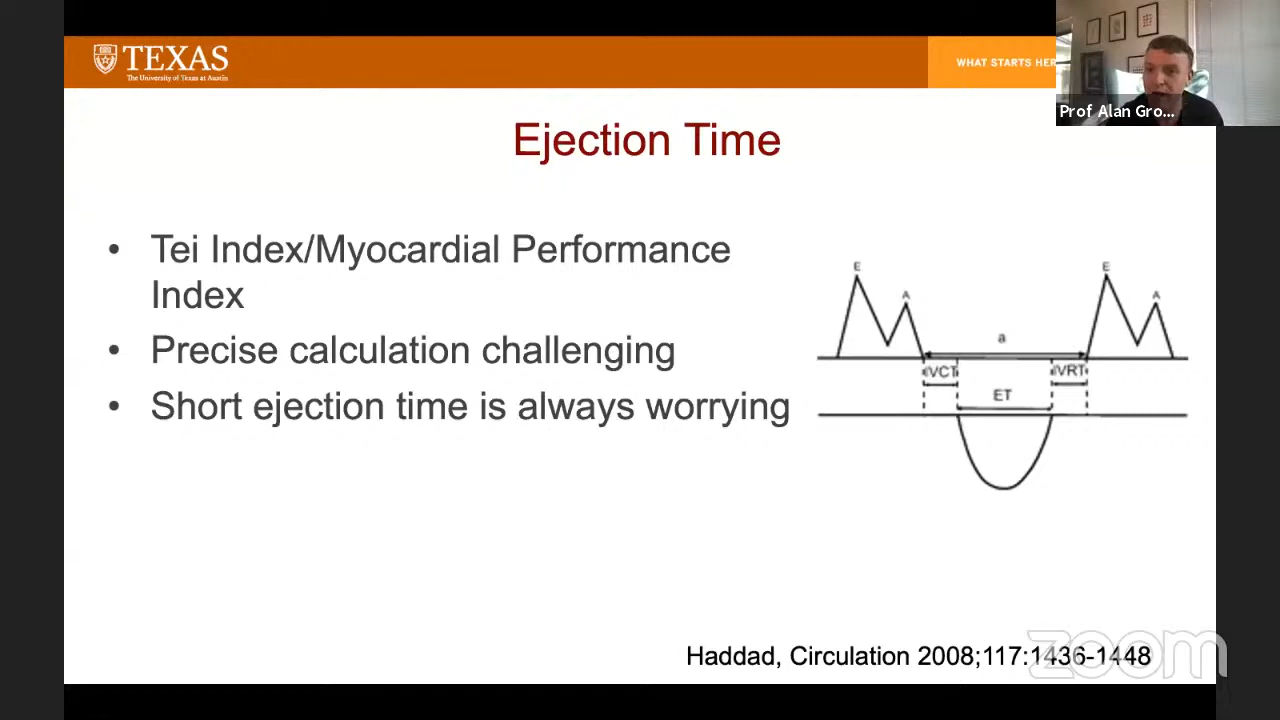 TEXAS
The University of Texas at Austin
WHAT STARTS HER
Prof Alan Gro...
Ejection Time
• Tei Index/Myocardial Performance
Index
• Precise calculation challenging
• Short ejection time is always worrying
E
A
E
A
a
IVCT
IVRT
ET
Haddad, Circulation 2008;117:1436-1448
zoom